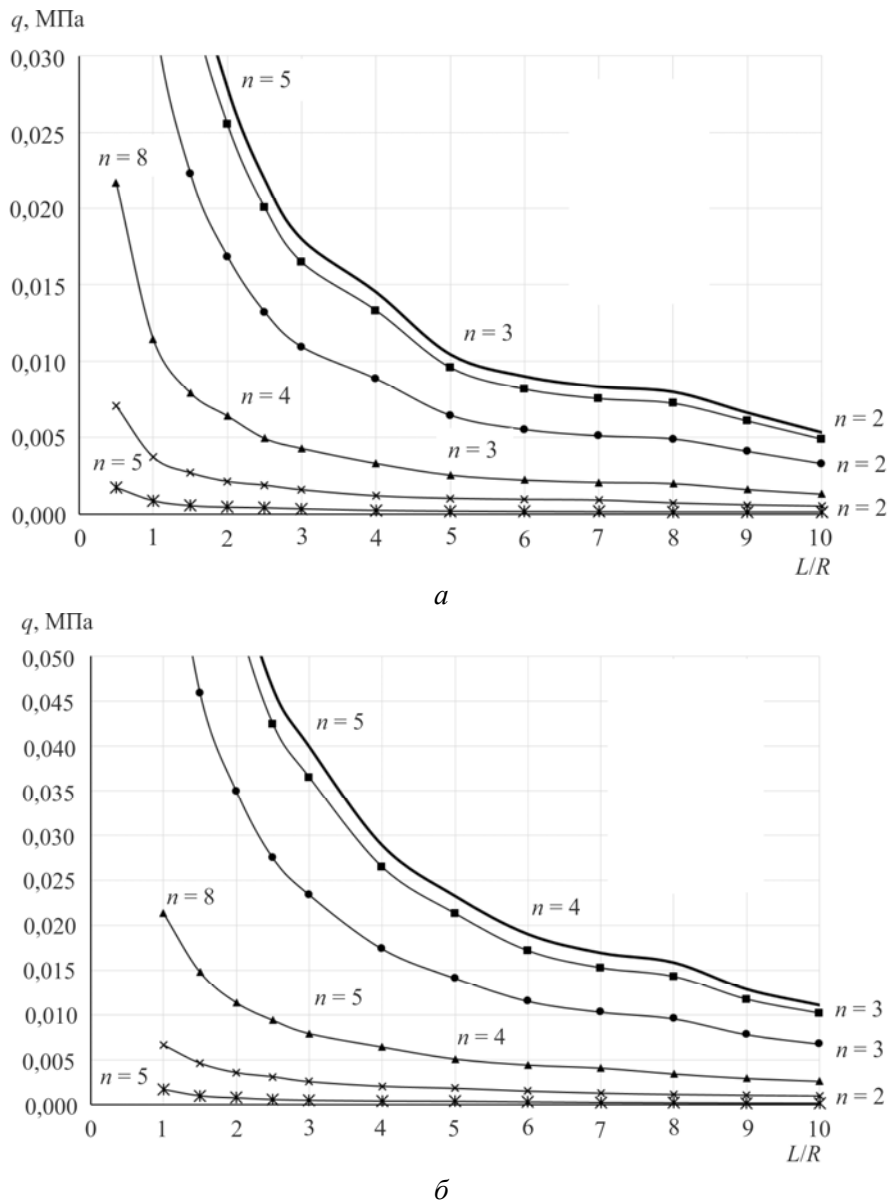 q, МПа
0,030
n = 5
0,025
n = 8
0,020
0,015
n = 3
0,010
n = 4
n = 3
n = 2
0,005
n = 5
n = 2
0,000
n = 2
0 1 2 3 4 5 6 7 8 9 10
L/R
а
q, МПа
0,050
0,045
n = 5
0,040
0,035
0,030
0,025
n = 8
n = 4
0,020
0,015
n = 5
n = 3
0,010
n = 4
n = 3
0,005
n = 5
n = 2
0,000
0 1 2 3 4 5 6 7 8 9 10
L/R
б